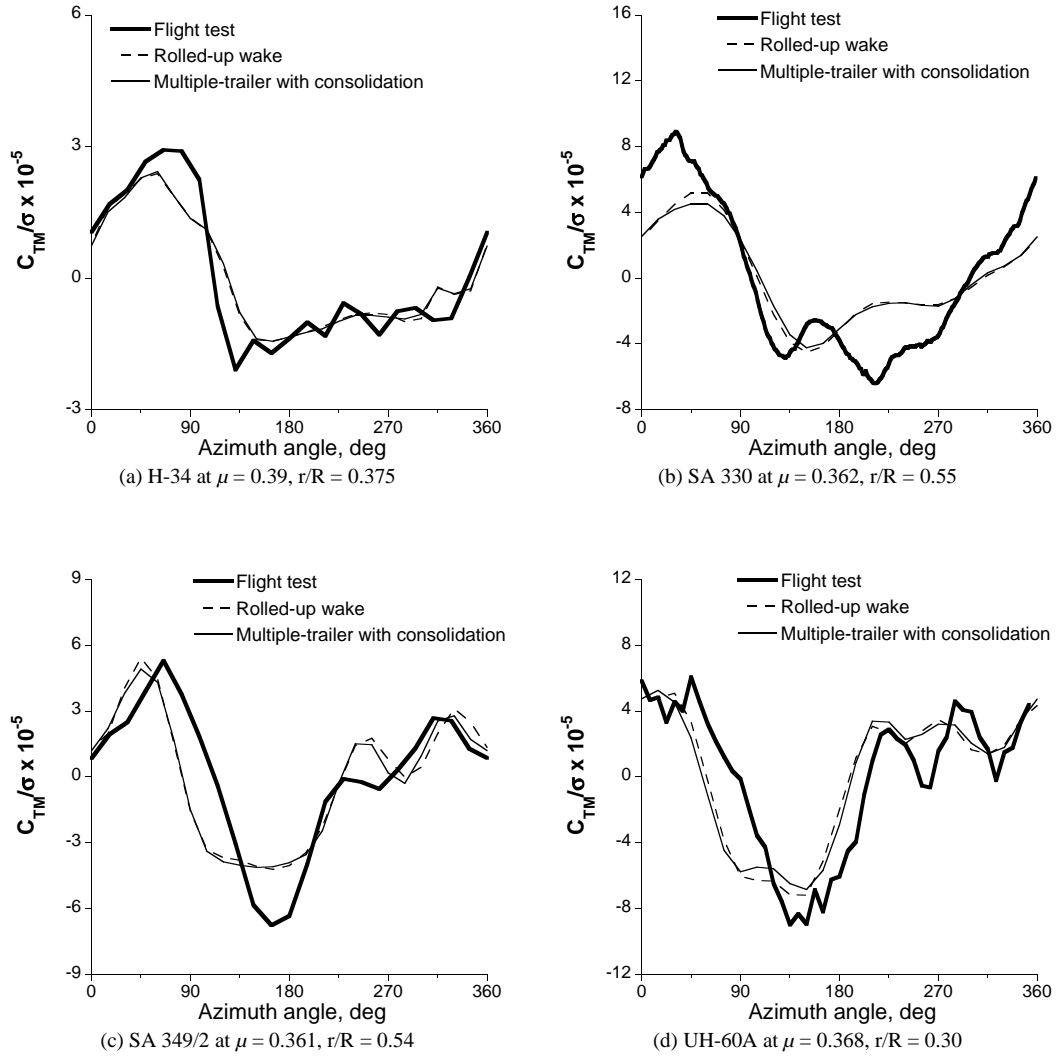 6
3
0
-3
C_TM/σ x 10^-5
Flight test
Rolled-up wake
Multiple-trailer with consolidation
0 90 180 270 360
Azimuth angle, deg
(a) H-34 at μ = 0.39, r/R = 0.375
16
12
8
4
0
-4
-8
C_TM/σ x 10^-5
Flight test
Rolled-up wake
Multiple-trailer with consolidation
0 90 180 270 360
Azimuth angle, deg
(b) SA 330 at μ = 0.362, r/R = 0.55
9
6
3
0
-3
-6
-9
C_TM/σ x 10^-5
Flight test
Rolled-up wake
Multiple-trailer with consolidation
0 90 180 270 360
Azimuth angle, deg
(c) SA 349/2 at μ = 0.361, r/R = 0.54
12
8
4
0
-4
-8
-12
C_TM/σ x 10^-5
Flight test
Rolled-up wake
Multiple-trailer with consolidation
0 90 180 270 360
Azimuth angle, deg
(d) UH-60A at μ = 0.368, r/R = 0.30